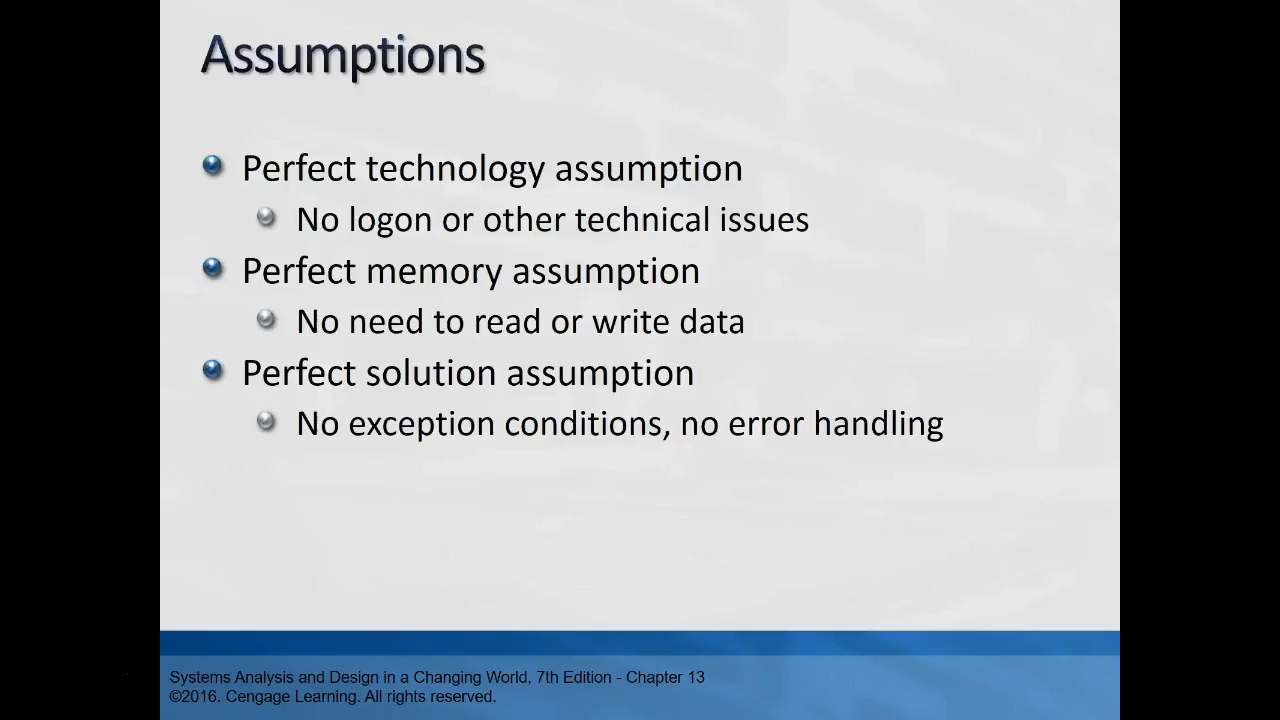 Assumptions
Perfect technology assumption
No logon or other technical issues
Perfect memory assumption
No need to read or write data
Perfect solution assumption
No exception conditions, no error handling
Systems Analysis and Design in a Changing World, 7th Edition - Chapter 13
©2016. Cengage Learning. All rights reserved.